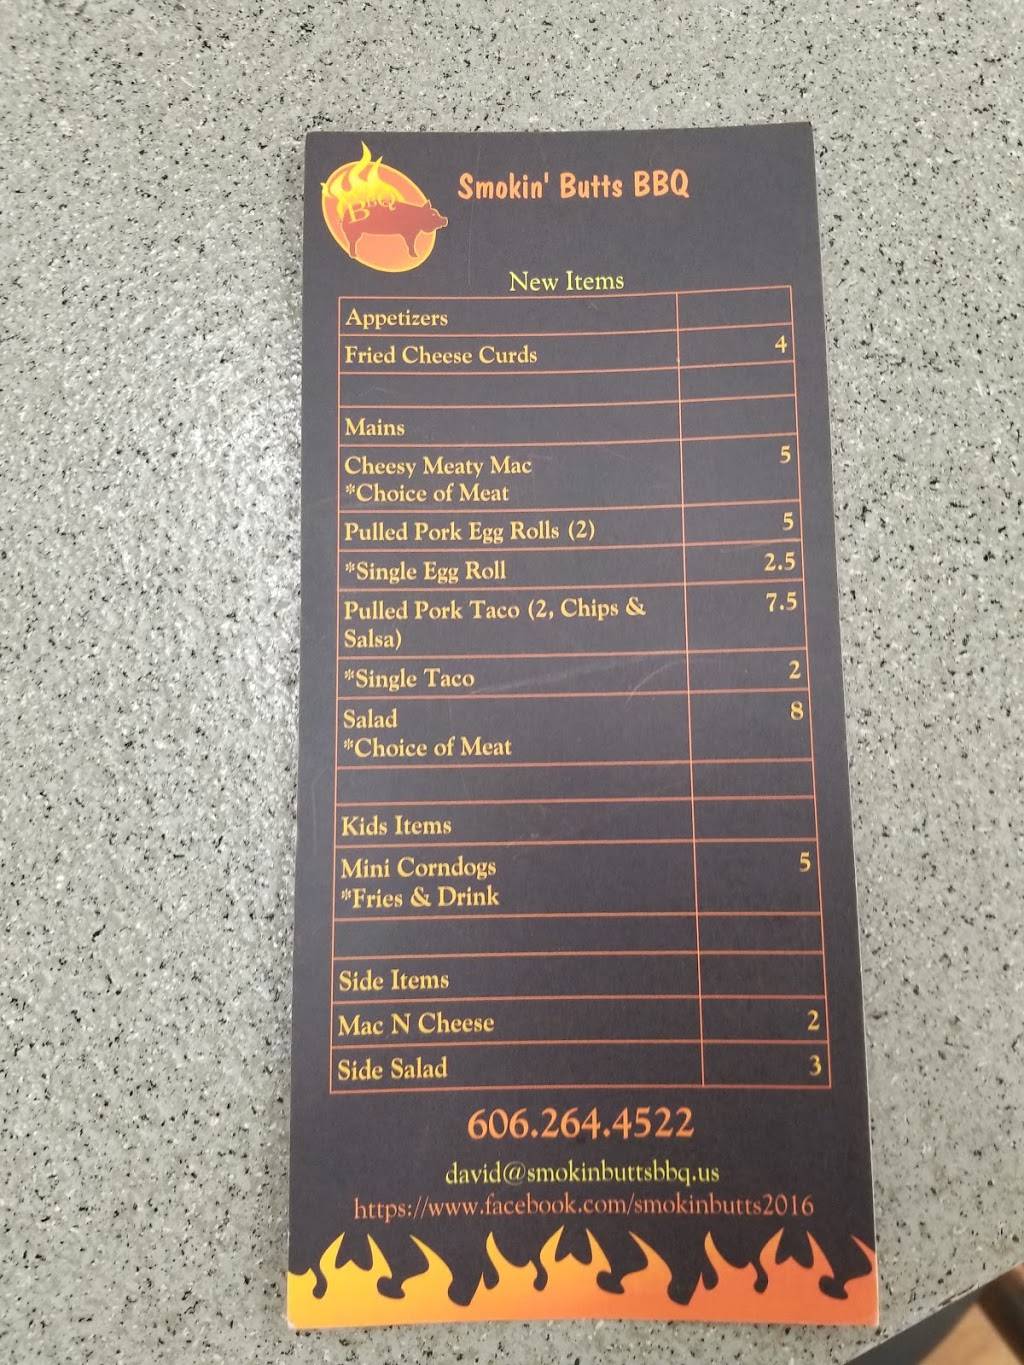 BBQ
Smokin' Butts BBQ
New Items
Appetizers
Fried Cheese Curds 4
Mains
Cheesy Meaty Mac 5
*Choice of Meat
Pulled Pork Egg Rolls (2) 5
*Single Egg Roll 2.5
Pulled Pork Taco (2, Chips & 7.5
Salsa)
*Single Taco 2
Salad 8
*Choice of Meat
Kids Items
Mini Corndogs 5
*Fries & Drink
Side Items
Mac N Cheese 2
Side Salad 3
606.264.4522
david@smokinbuttsbbq.us
https://www.facebook.com/smokinbutts2016